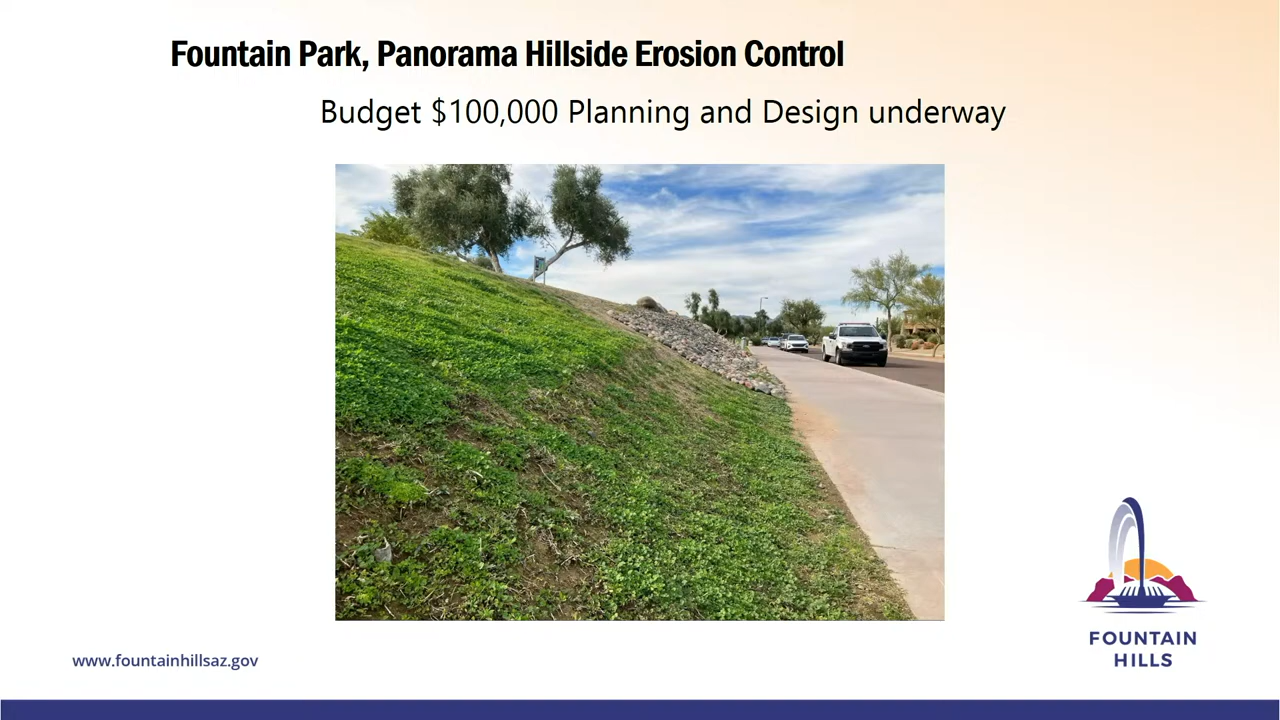 Fountain Park, Panorama Hillside Erosion Control
Budget $100,000 Planning and Design underway
www.fountainhillsaz.gov
FOUNTAIN
HILLS